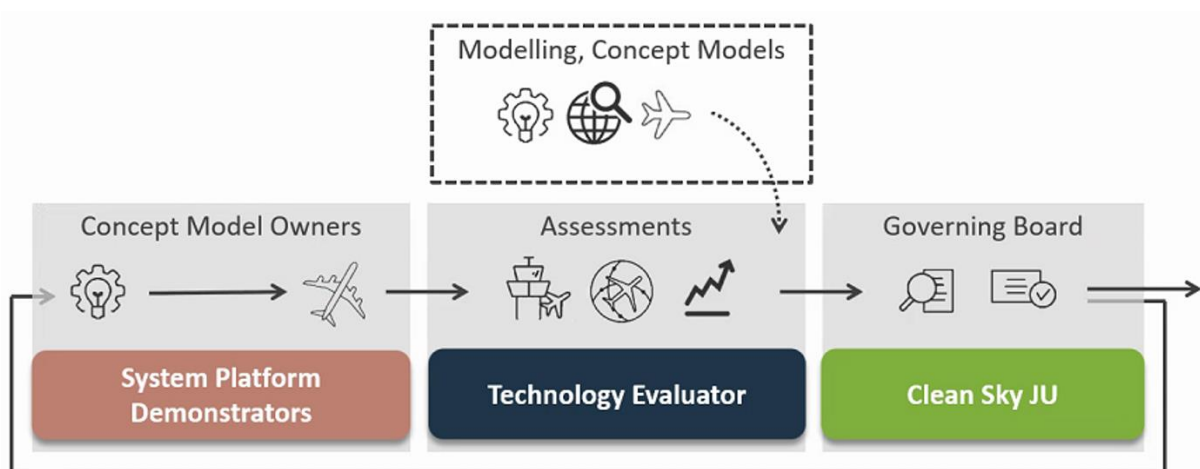 Modelling, Concept Models
Concept Model Owners
Assessments
Governing Board
System Platform
Demonstrators
Technology Evaluator
Clean Sky JU